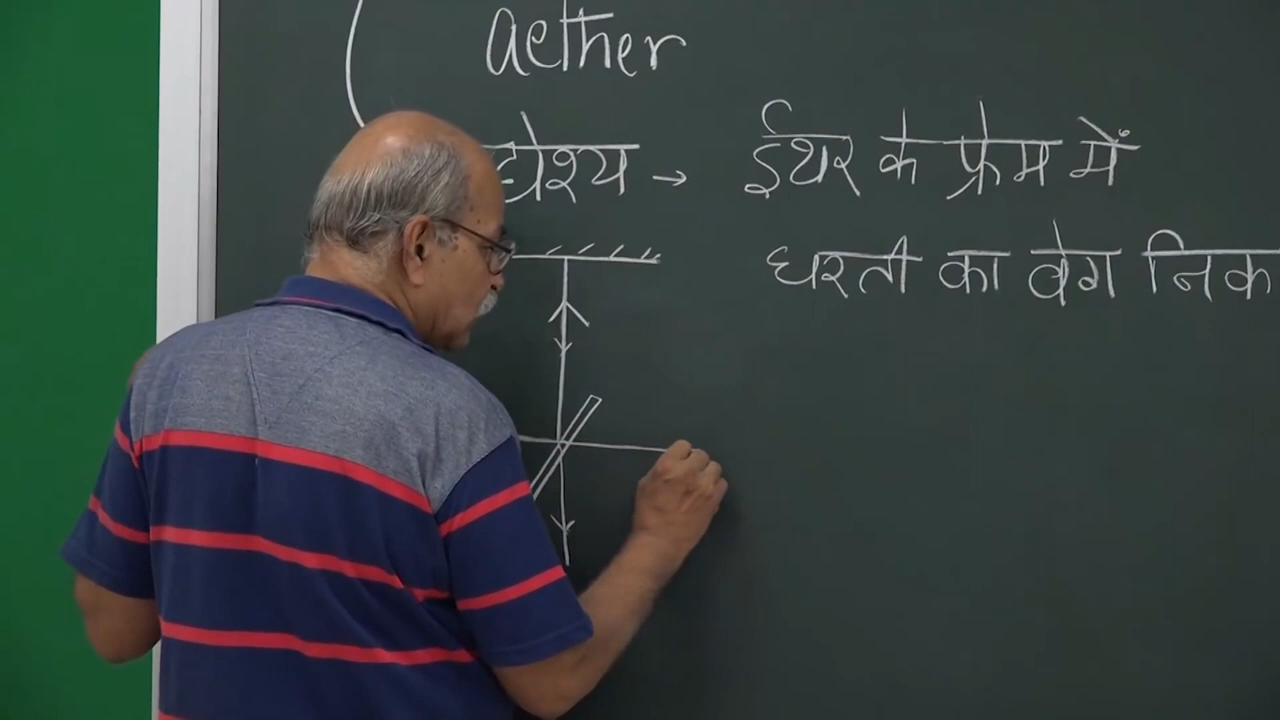 aether
द्देश्य → ईथर के फ्रेम में
धरती का वेग निक